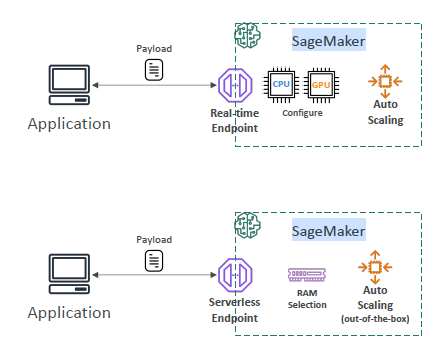 SageMaker
Payload
CPU
GPU
Application
Real-time
Endpoint
Configure
Auto
Scaling
SageMaker
Payload
Application
Serverless
Endpoint
RAM
Selection
Auto
Scaling
(out-of-the-box)